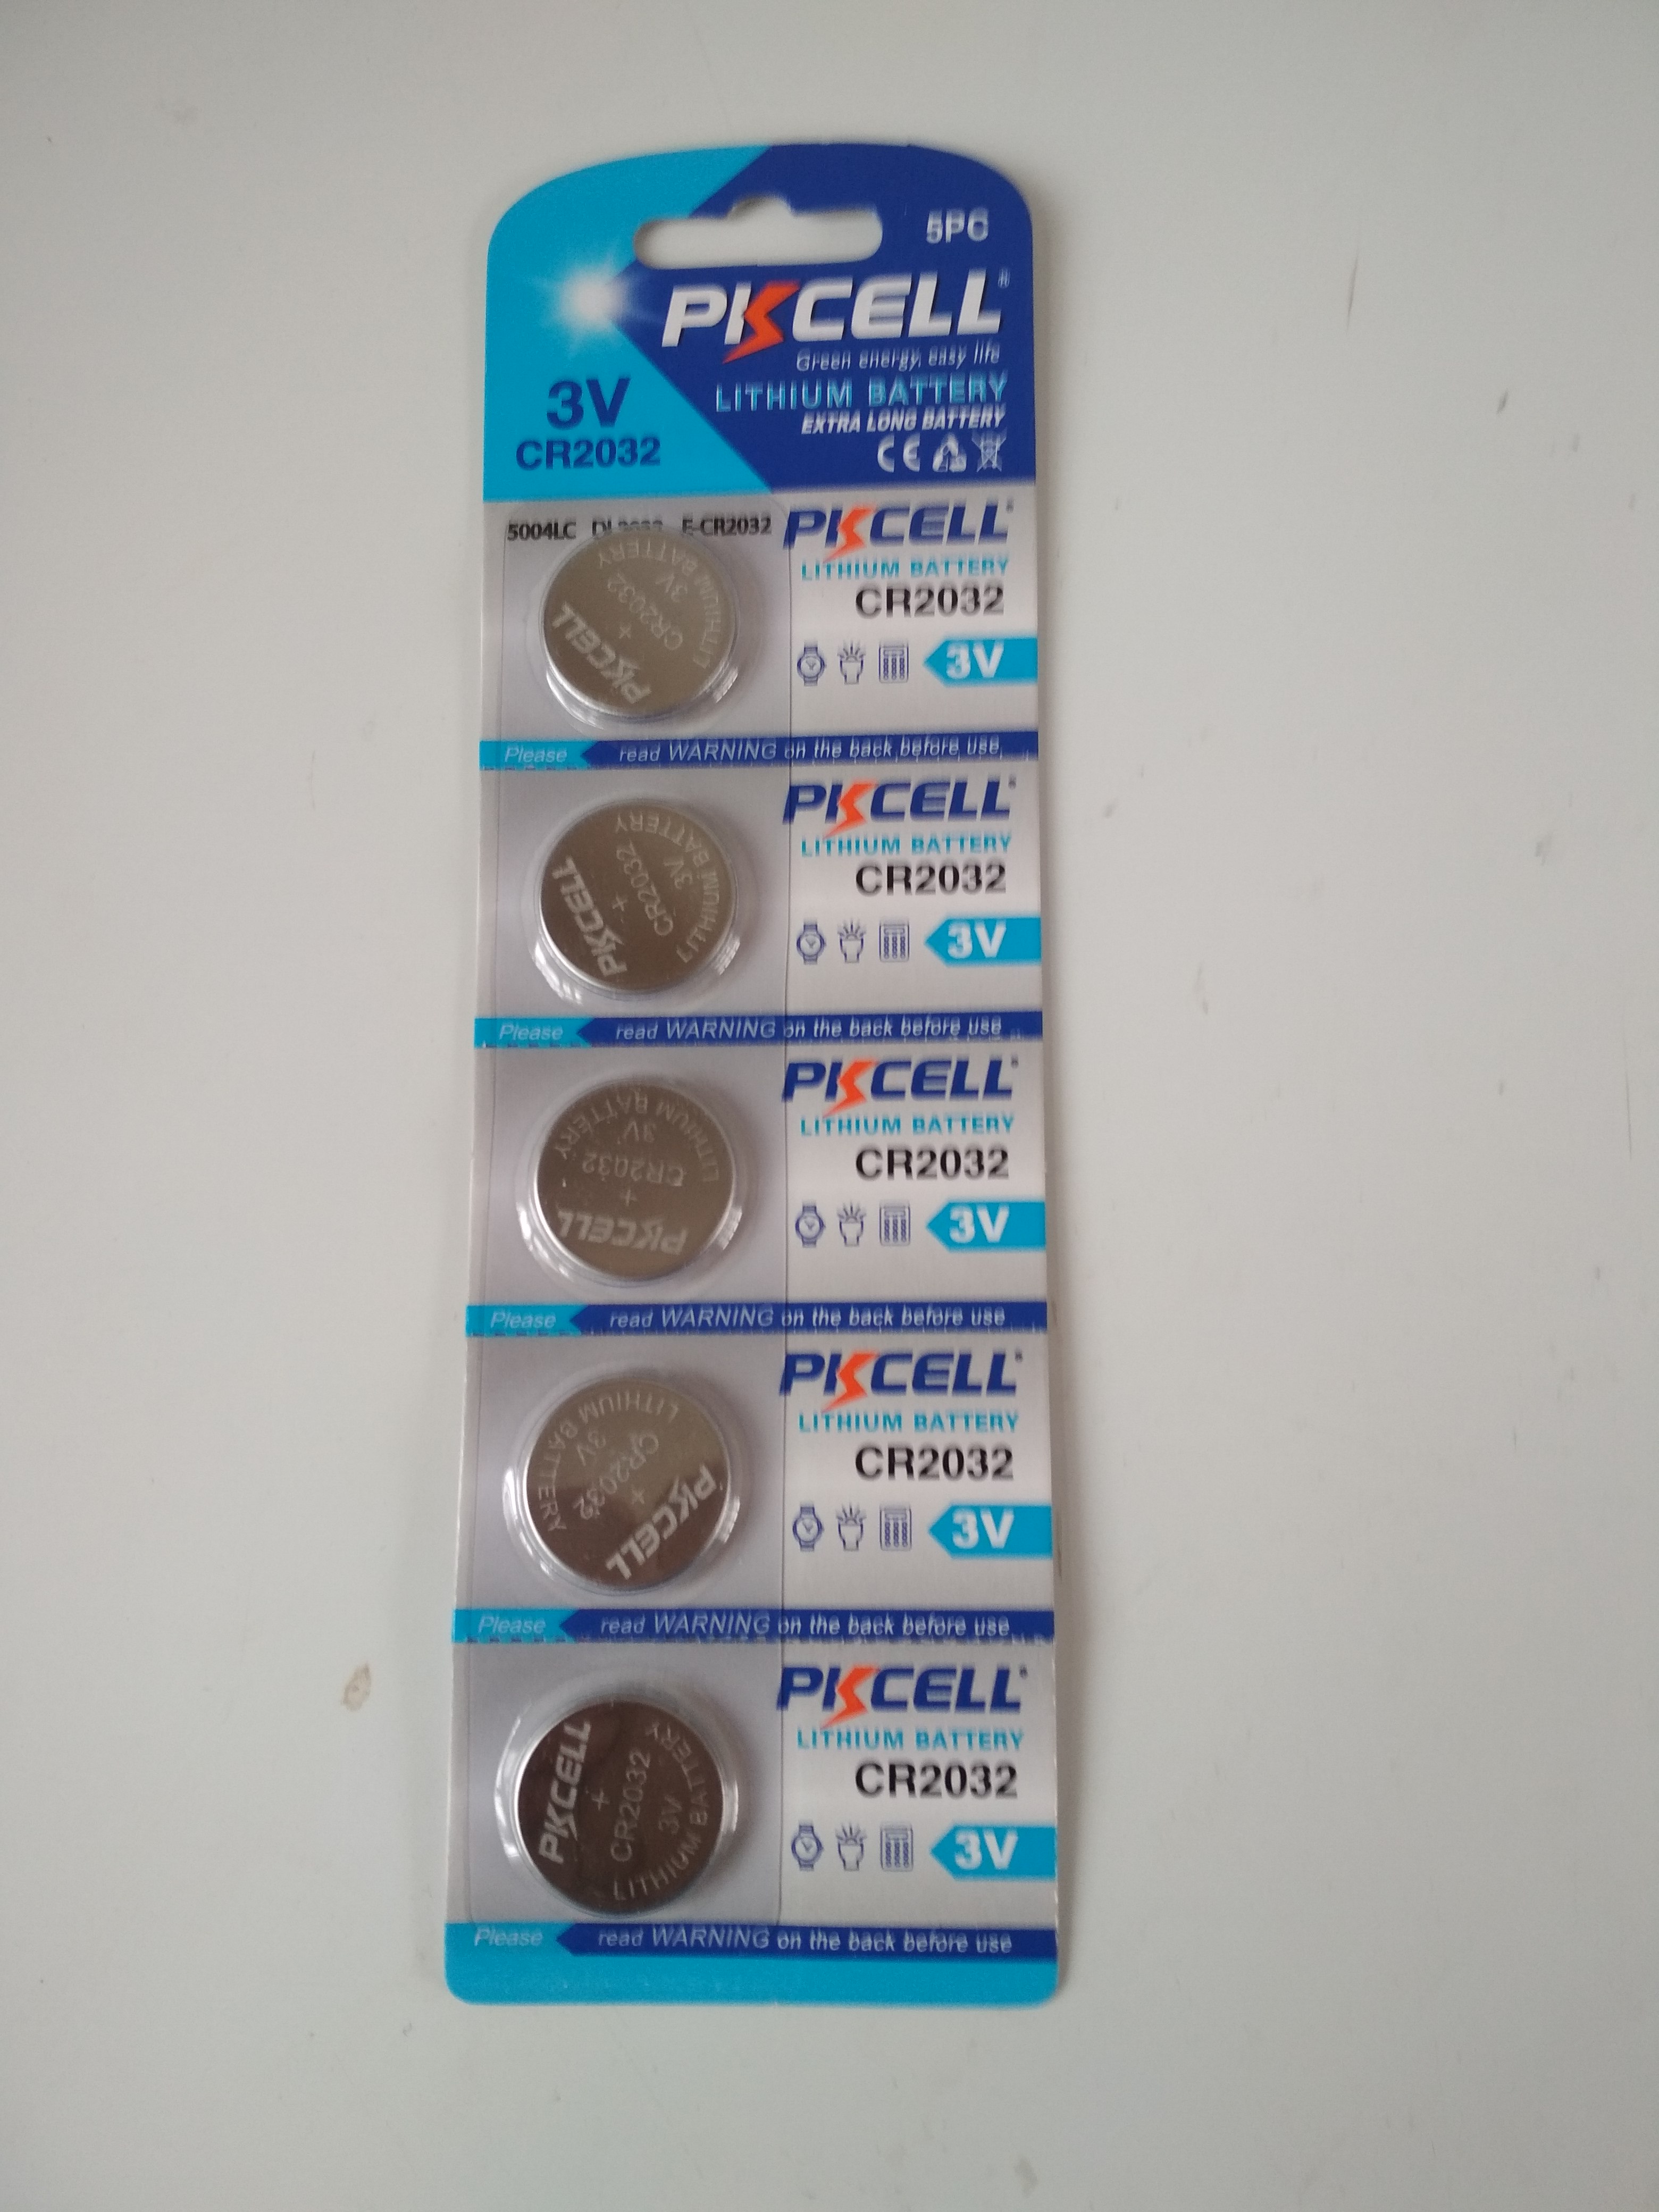 5PC
PKCELL®
Green energy, easy life
3V
LITHIUM BATTERY
EXTRA LONG BATTERY
CR2032
CE
5004LC DL2032 E-CR2032
PKCELL
LITHIUM BATTERY
CR2032
3V
PKCELL
+
CR2032
3V
LITHIUM BATTERY
Please read WARNING on the back before use
PKCELL
LITHIUM BATTERY
CR2032
3V
PKCELL
+
CR2032
3V
LITHIUM BATTERY
Please read WARNING on the back before use
PKCELL
LITHIUM BATTERY
CR2032
3V
PKCELL
+
CR2032
3V
LITHIUM BATTERY
Please read WARNING on the back before use
PKCELL
LITHIUM BATTERY
CR2032
3V
PKCELL
+
CR2032
3V
LITHIUM BATTERY
Please read WARNING on the back before use
PKCELL
LITHIUM BATTERY
CR2032
3V
PKCELL
+
CR2032
3V
LITHIUM BATTERY
Please read WARNING on the back before use